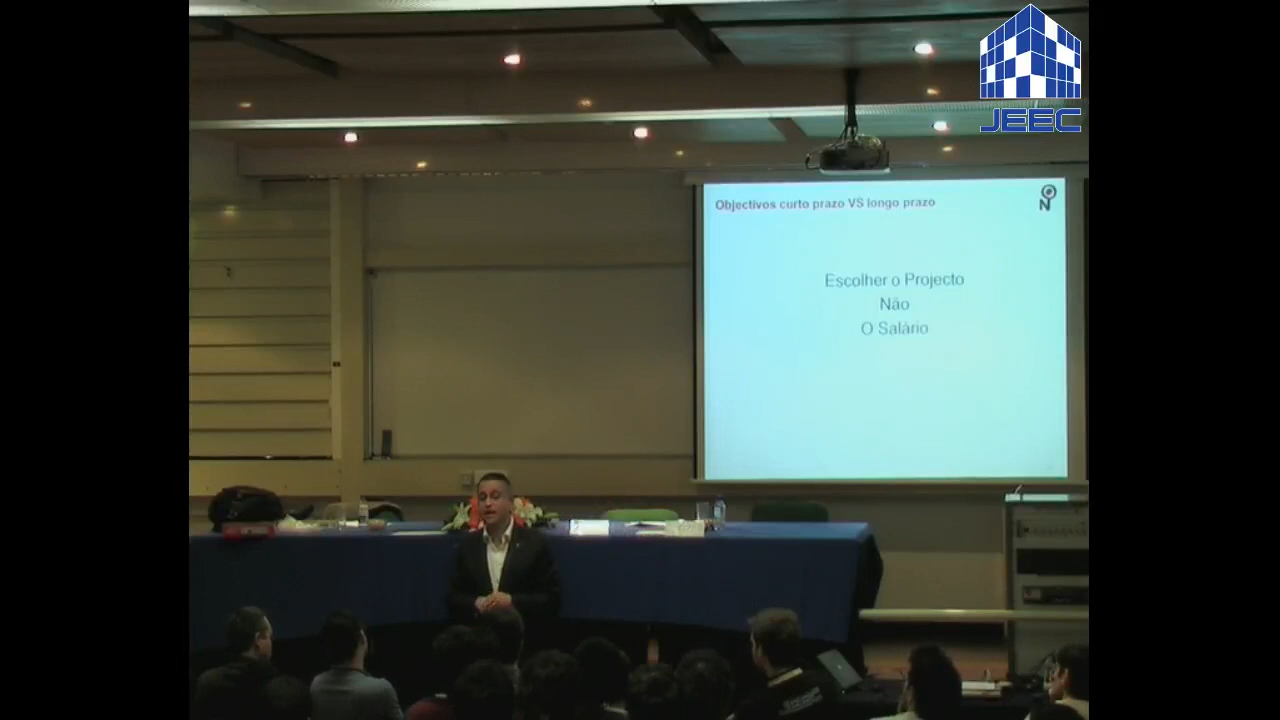 JEEC
Objectivos curto prazo VS longo prazo
N
Escolher o Projecto
Não
O Salário